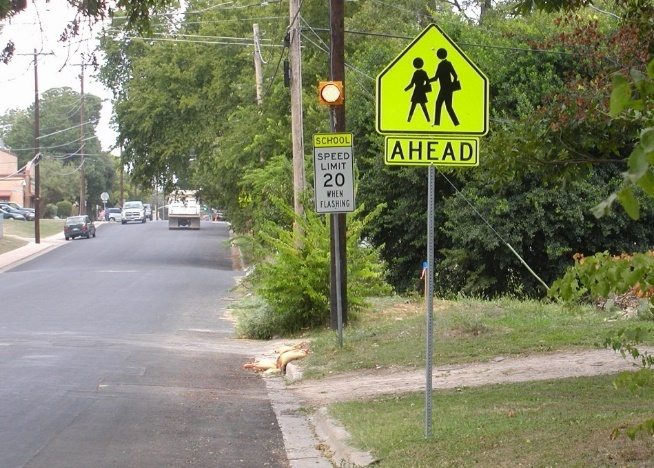 SCHOOL
SPEED
LIMIT
20
WHEN
FLASHING
AHEAD